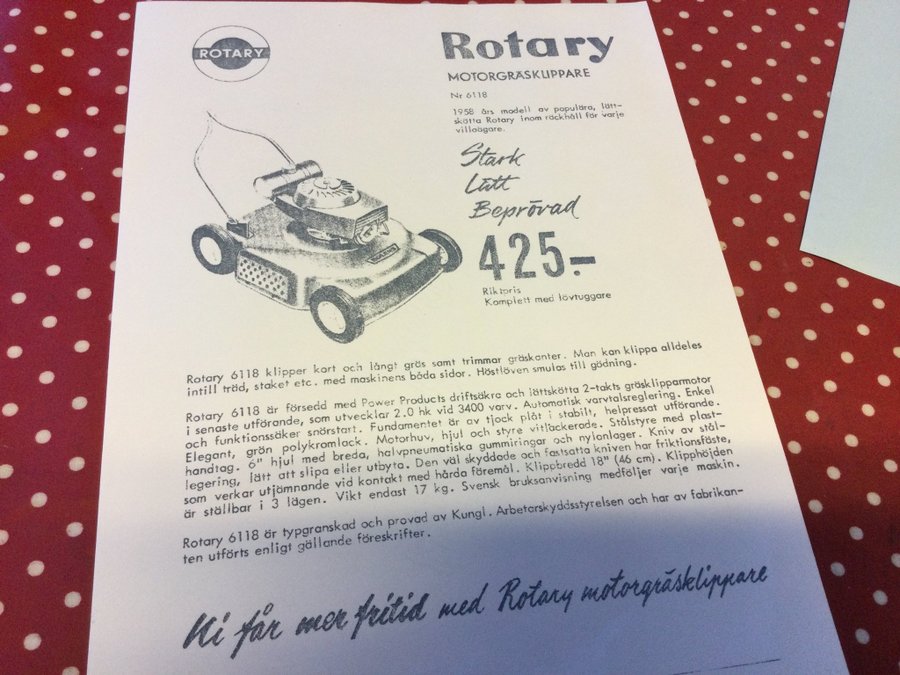 ROTARY
Rotary
MOTORGRÄSKLIPPARE
Nr 6118
1958 års modell av populära, lätt-
skötta Rotary inom räckhåll för varje
villaägare.
Stark
Lätt
Beprövad
425.-
Riktpris
Komplett med lövtuggare
Rotary 6118 klipper kort och långt gräs samt trimmar gräskanter. Man kan klippa alldeles
intill träd, staket etc. med maskinens båda sidor. Höstlöven smulas till gödning.
Rotary 6118 är försedd med Power Products driftsäkra och lättskötta 2-takts gräsklipparmotor
i senaste utförande, som utvecklar 2.0 hk vid 3400 varv. Automatisk varvtalsreglering. Enkel
och funktionssäker snörstart. Fundamentet är av tjock plåt i stabilt, helpressat utförande.
Elegant, grön polykromlack. Motorhuv, hjul och styre vitlackerade. Stålstyre med plast-
handtag. 6" hjul med breda, halvpneumatiska gummiringar och nylonlager. Kniv av stål-
legering, lätt att slipa eller utbyta. Den väl skyddade och fastsatta kniven har friktionsfäste,
som verkar utjämnande vid kontakt med hårda föremål. Klippbredd 18" (46 cm). Klipphöjden
är ställbar i 3 lägen. Vikt endast 17 kg. Svensk bruksanvisning medföljer varje maskin.
Rotary 6118 är typgranskad och provad av Kungl. Arbetarskyddsstyrelsen och har av fabrikan-
ten utförts enligt gällande föreskrifter.
Ni får mer fritid med Rotary motorgräsklippare